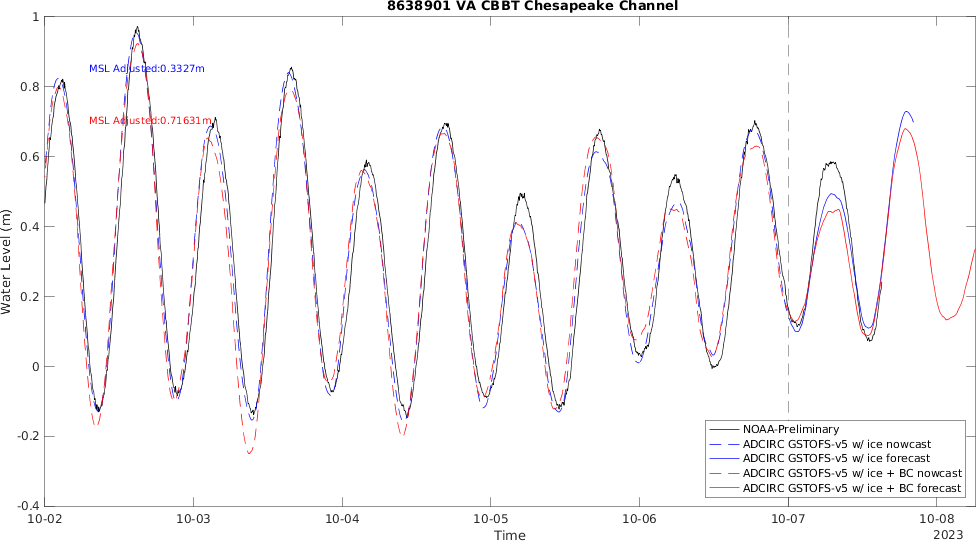 8638901 VA CBBT Chesapeake Channel
1
0.8
0.6
0.4
0.2
0
-0.2
-0.4
Water Level (m)
MSL Adjusted:0.3327m
MSL Adjusted:0.71631m
NOAA-Preliminary
ADCIRC GSTOFS-v5 w/ ice nowcast
ADCIRC GSTOFS-v5 w/ ice forecast
ADCIRC GSTOFS-v5 w/ ice + BC nowcast
ADCIRC GSTOFS-v5 w/ ice + BC forecast
10-02 10-03 10-04 10-05 10-06 10-07 10-08
Time
2023